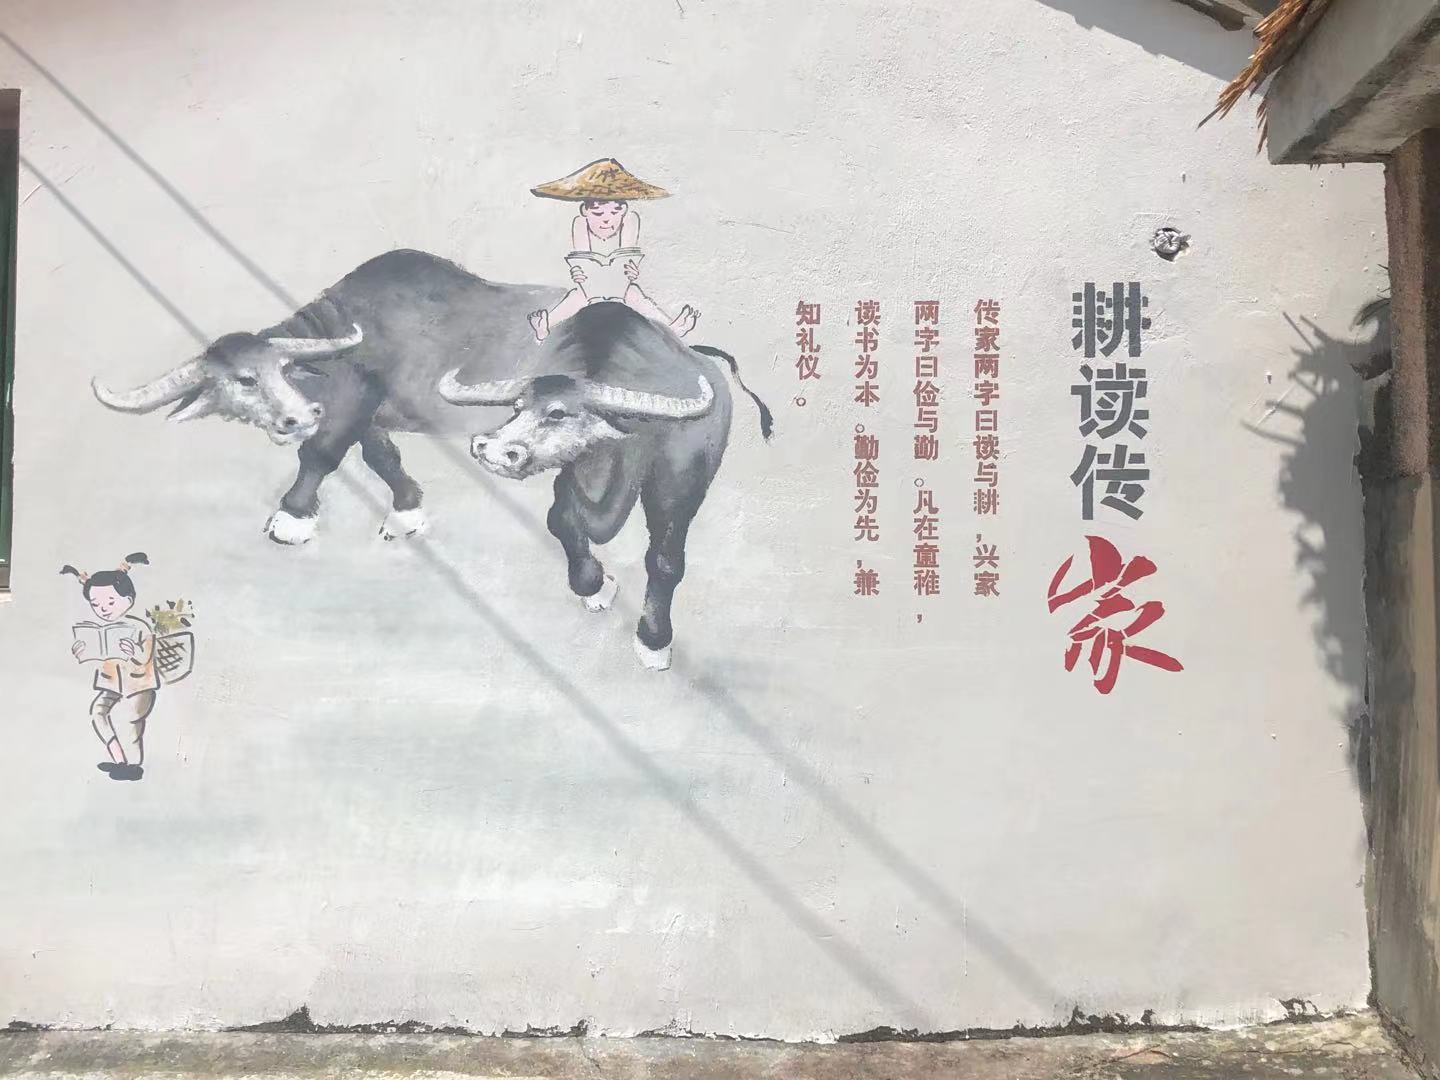 耕读传家
传家两字曰读与耕，兴家
两字曰俭与勤。凡在童稚，
读书为本。勤俭为先，兼
知礼仪。